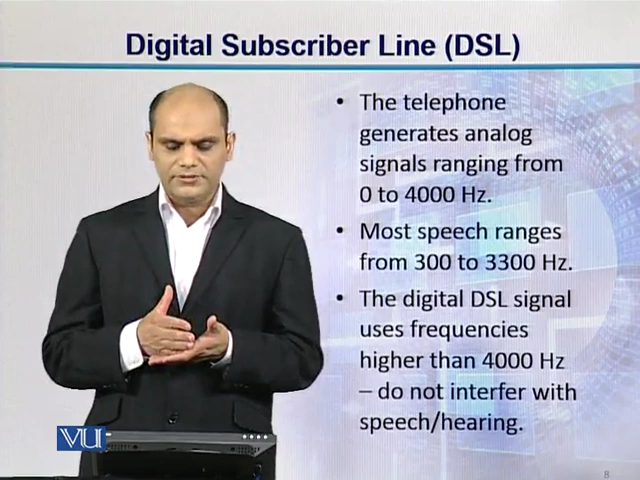 Digital Subscriber Line (DSL)
• The telephone
generates analog
signals ranging from
0 to 4000 Hz.
• Most speech ranges
from 300 to 3300 Hz.
• The digital DSL signal
uses frequencies
higher than 4000 Hz
– do not interfere with
speech/hearing.
VU
8